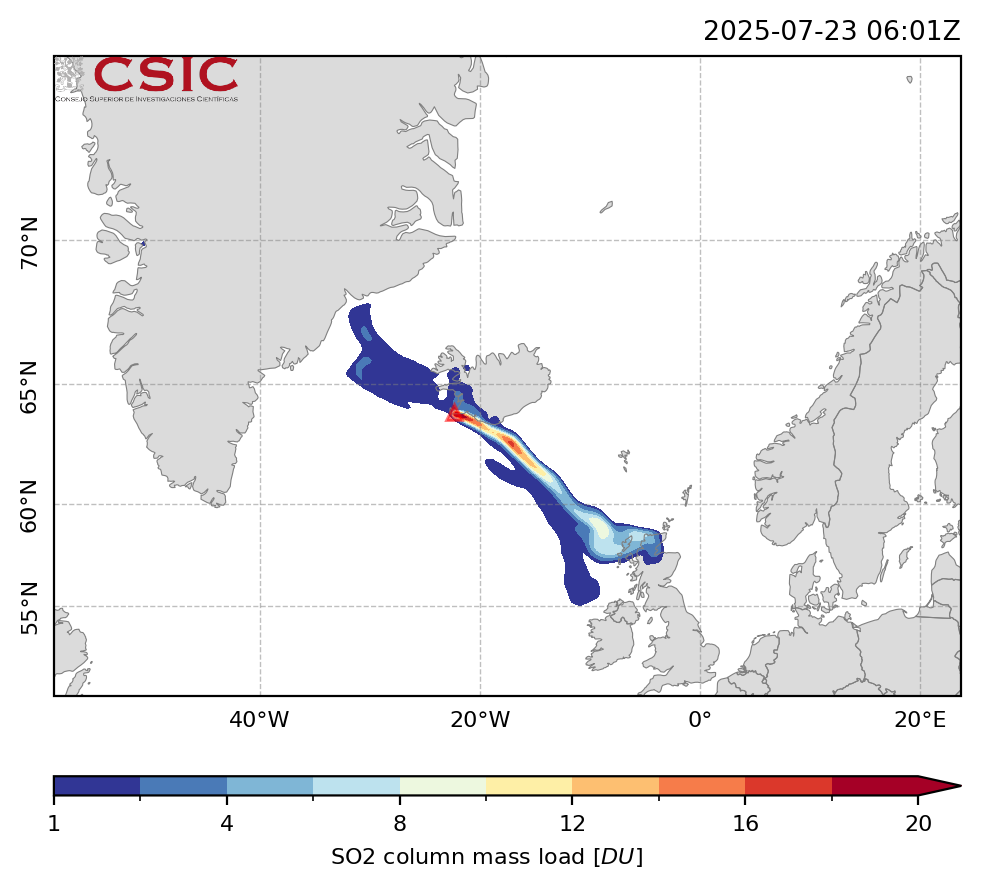 2025-07-23 06:01Z
CSIC
CONSEJO SUPERIOR DE INVESTIGACIONES CIENTÍFICAS
70°N
65°N
60°N
55°N
40°W 20°W 0° 20°E
1 4 8 12 16 20
SO2 column mass load [DU]